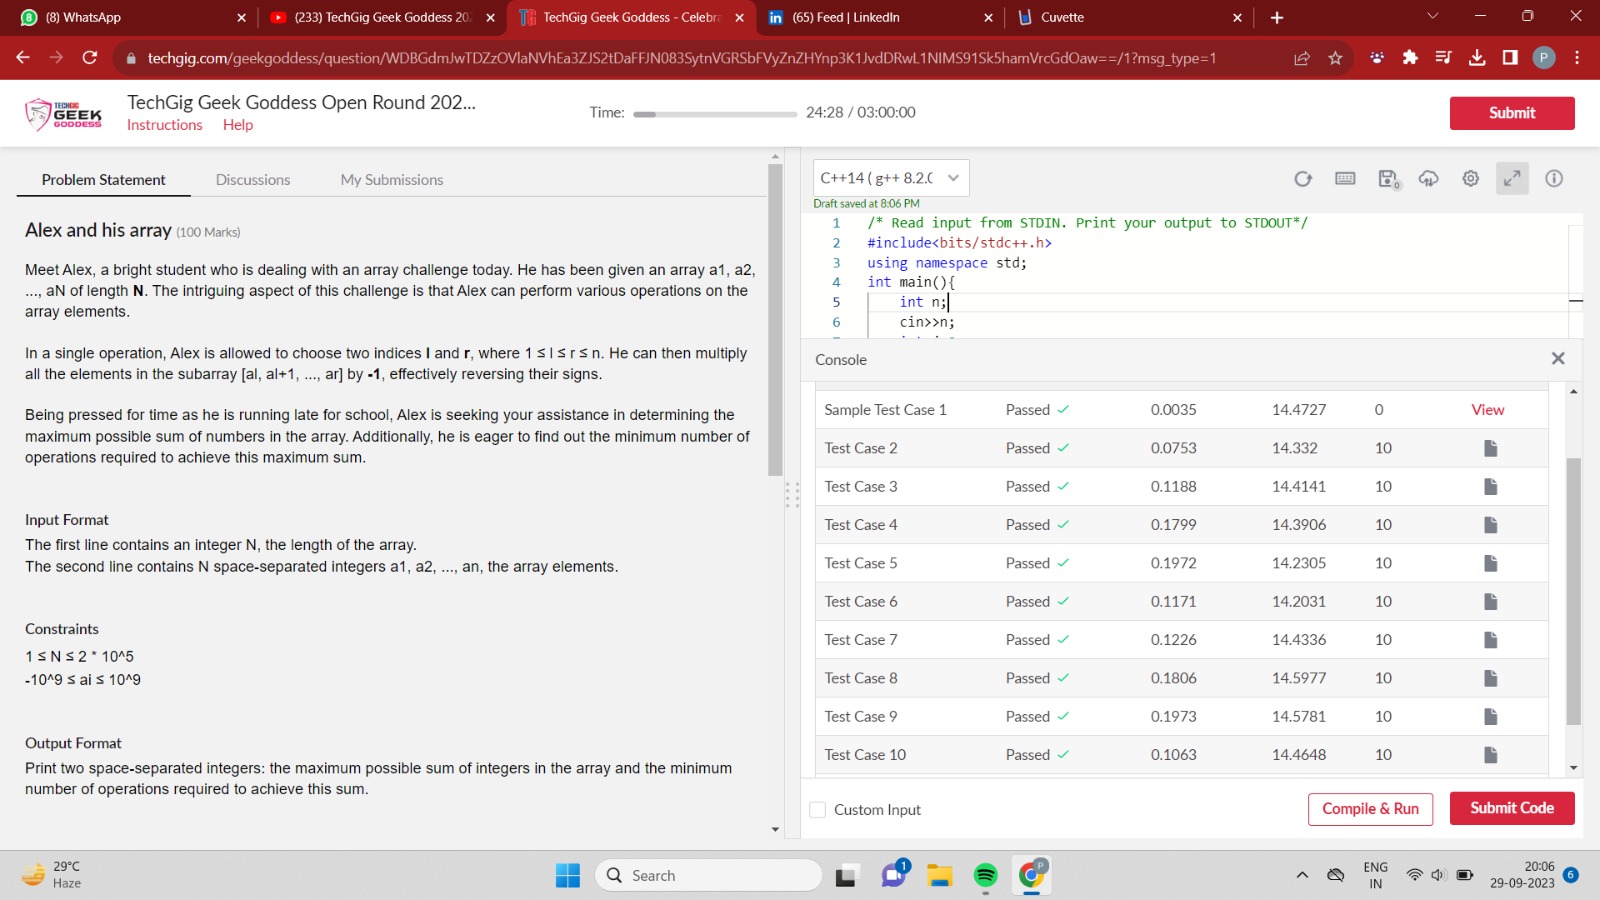 (8) WhatsApp
(233) TechGig Geek Goddess 202
TechGig Geek Goddess - Celebra
(65) Feed | LinkedIn
Cuvette
techgig.com/geekgoddess/question/
/1?msg_type=1
P
TECHGIG
GEEK
GODDESS
TechGig Geek Goddess Open Round 202...
Instructions Help
Time: 24:28 / 03:00:00
Submit
Problem Statement Discussions My Submissions
Alex and his array (100 Marks)
Meet Alex, a bright student who is dealing with an array challenge today. He has been given an array a1, a2,
..., aN of length N. The intriguing aspect of this challenge is that Alex can perform various operations on the
array elements.
In a single operation, Alex is allowed to choose two indices l and r, where 1 ≤ l ≤ r ≤ n. He can then multiply
all the elements in the subarray [al, al+1, ..., ar] by -1, effectively reversing their signs.
Being pressed for time as he is running late for school, Alex is seeking your assistance in determining the
maximum possible sum of numbers in the array. Additionally, he is eager to find out the minimum number of
operations required to achieve this maximum sum.
Input Format
The first line contains an integer N, the length of the array.
The second line contains N space-separated integers a1, a2, ..., an, the array elements.
Constraints
1 ≤ N ≤ 2 * 10^5
-10^9 ≤ ai ≤ 10^9
Output Format
Print two space-separated integers: the maximum possible sum of integers in the array and the minimum
number of operations required to achieve this sum.
C++14 ( g++ 8.2.0
0
Draft saved at 8:06 PM
1 /* Read input from STDIN. Print your output to STDOUT*/
2 #include<bits/stdc++.h>
3 using namespace std;
4 int main(){
5 int n;
6 cin>>n;
Console
Sample Test Case 1 Passed 0.0035 14.4727 0 View
Test Case 2 Passed 0.0753 14.332 10
Test Case 3 Passed 0.1188 14.4141 10
Test Case 4 Passed 0.1799 14.3906 10
Test Case 5 Passed 0.1972 14.2305 10
Test Case 6 Passed 0.1171 14.2031 10
Test Case 7 Passed 0.1226 14.4336 10
Test Case 8 Passed 0.1806 14.5977 10
Test Case 9 Passed 0.1973 14.5781 10
Test Case 10 Passed 0.1063 14.4648 10
Custom Input
Compile & Run
Submit Code
29°C
Haze
Search
1
P
ENG
IN
20:06
29-09-2023
6